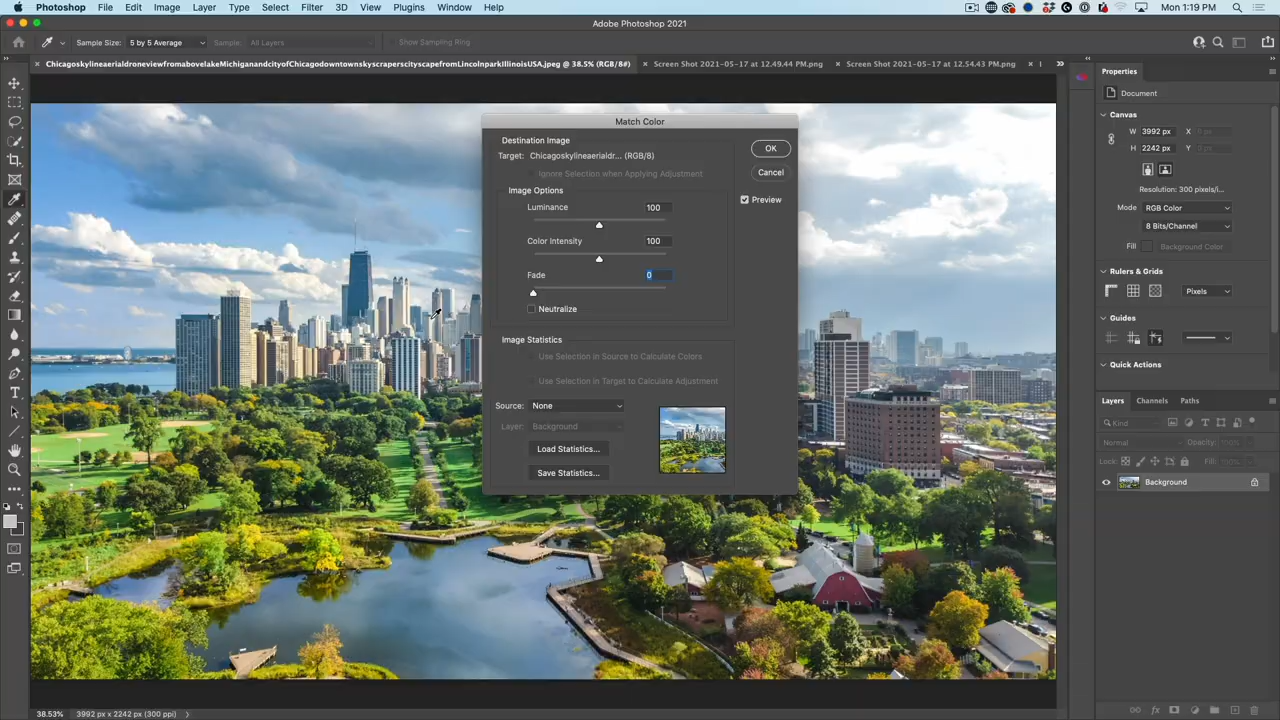 Photoshop File Edit Image Layer Type Select Filter 3D View Plugins Window Help Mon 1:19 PM
Adobe Photoshop 2021
Sample Size: 5 by 5 Average Sample: All Layers Show Sampling Ring
ChicagoskylineaerialdroneviewfromabovelakeMichiganandcityofChicagodowntownskyscraperscityscapefromLincolnparkIllinoisUSA.jpeg @ 38.5% (RGB/8#) Screen Shot 2021-05-17 at 12.49.44 PM.png Screen Shot 2021-05-17 at 12.54.43 PM.png
Match Color
Destination Image
Target: Chicagoskylineaerialdr... (RGB/8)
Ignore Selection when Applying Adjustment
Image Options
Luminance 100
Color Intensity 100
Fade 0
Neutralize
OK
Cancel
Preview
Image Statistics
Use Selection in Source to Calculate Colors
Use Selection in Target to Calculate Adjustment
Source: None
Layer: Background
Load Statistics...
Save Statistics...
Properties
Document
Canvas
W 3992 px X 0 px
H 2242 px Y 0 px
Resolution: 300 pixels/i...
Mode RGB Color
8 Bits/Channel
Fill Background Color
Rulers & Grids
Pixels
Guides
Quick Actions
Layers Channels Paths
Kind
Normal Opacity: 100%
Lock: Fill: 100%
Background
38.53% 3992 px x 2242 px (300 ppi)